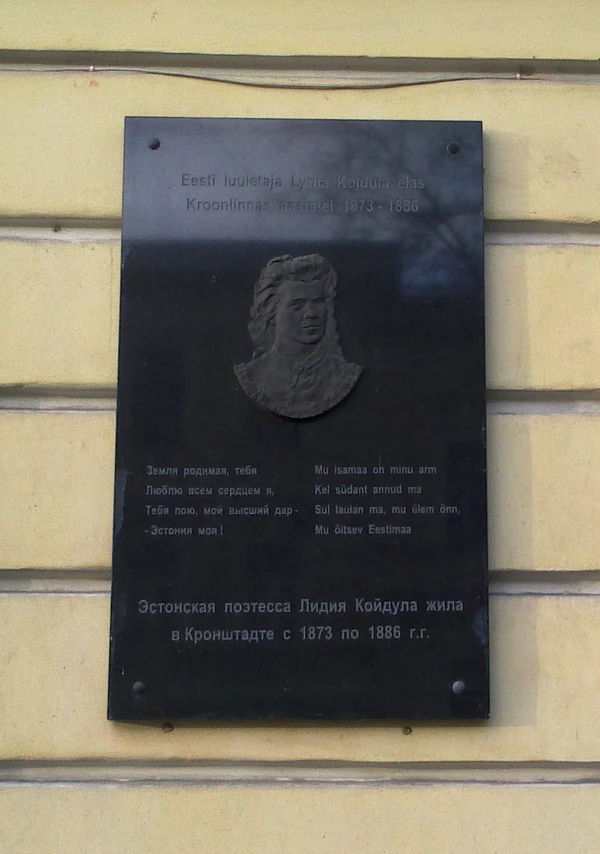 Eesti luuletaja Lydia Koidula elas
Kroonlinnas aastatel 1873 - 1886
Земля родимая, тебя
Люблю всем сердцем я,
Тебя пою, мой высший дар -
- Эстония моя!
Mu isamaa on minu arm
Kel südant annud ma
Sul laulan ma, mu ülem õnn,
Mu õitsev Eestimaa
Эстонская поэтесса Лидия Койдула жила
в Кронштадте с 1873 по 1886 г.г.